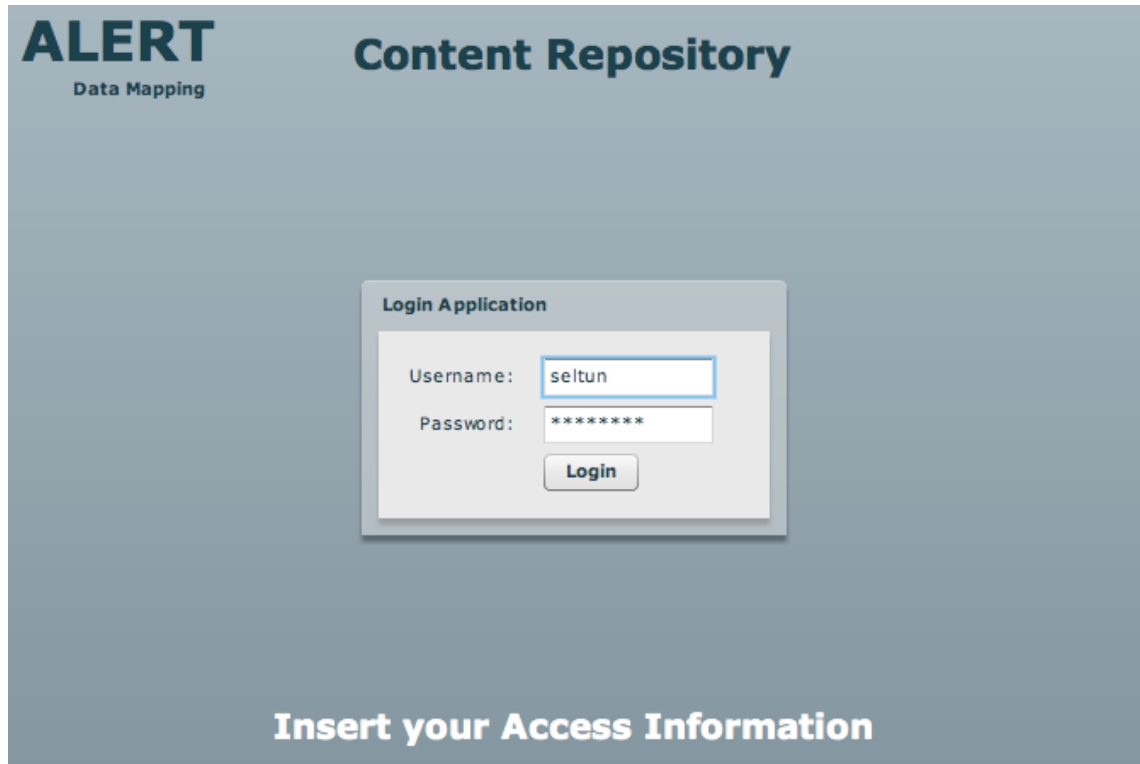 ALERT
Data Mapping
Content Repository
Login Application
Username: seltun
Password: ********
Login
Insert your Access Information